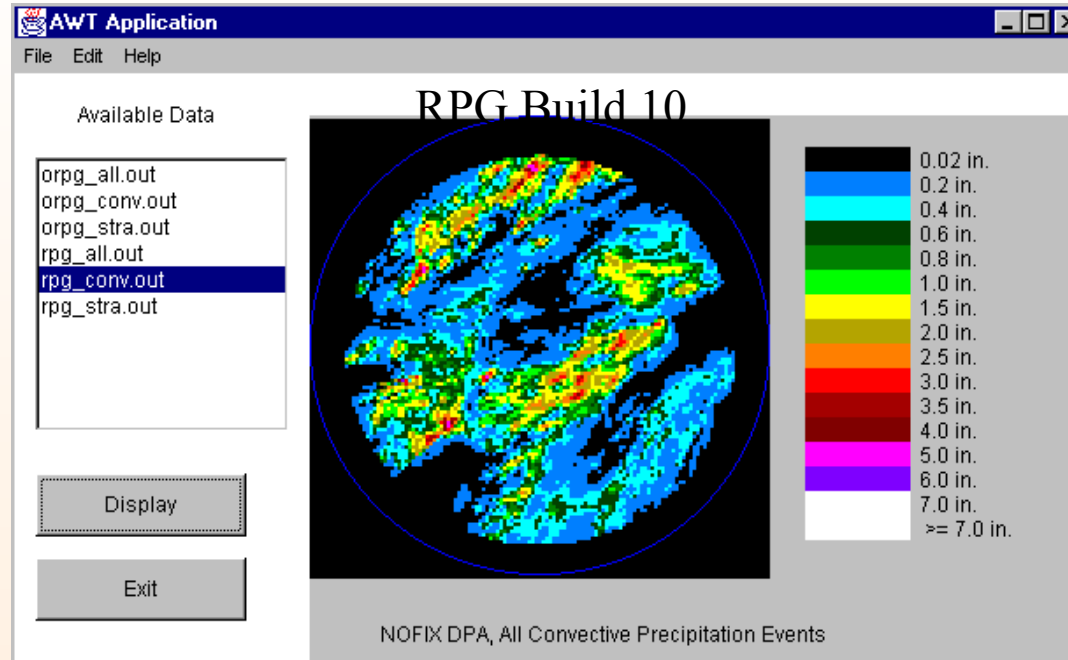 AWT Application
File Edit Help
Available Data
RPG Build 10
orpg_all.out
orpg_conv.out
orpg_stra.out
rpg_all.out
rpg_conv.out
rpg_stra.out
0.02 in.
0.2 in.
0.4 in.
0.6 in.
0.8 in.
1.0 in.
1.5 in.
2.0 in.
2.5 in.
3.0 in.
3.5 in.
4.0 in.
5.0 in.
6.0 in.
7.0 in.
>= 7.0 in.
Display
Exit
NOFIX DPA, All Convective Precipitation Events